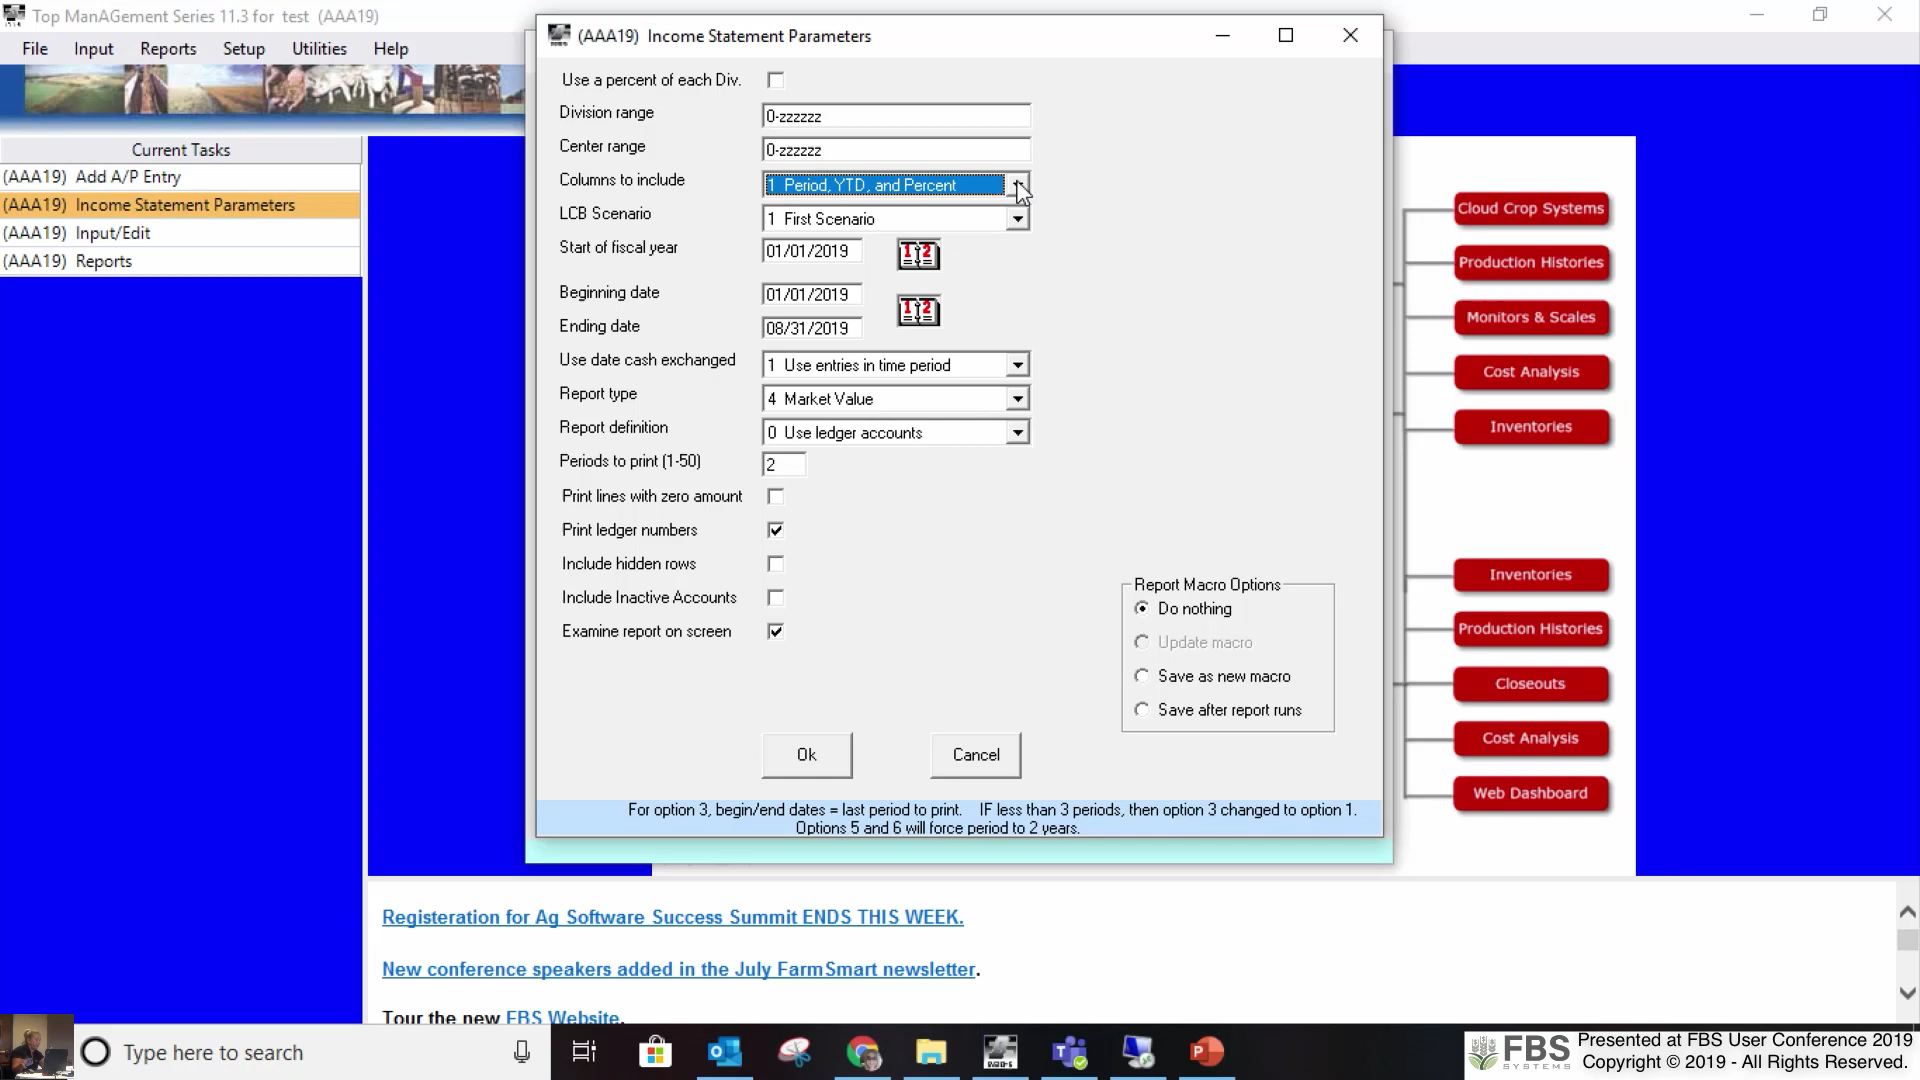 Top ManAGement Series 11.3 for test (AAA19)
File Input Reports Setup Utilities Help
Current Tasks
(AAA19) Add A/P Entry
(AAA19) Income Statement Parameters
(AAA19) Input/Edit
(AAA19) Reports
(AAA19) Income Statement Parameters
Use a percent of each Div.
Division range 0-zzzzzz
Center range 0-zzzzzz
Columns to include 1 Period, YTD, and Percent
LCB Scenario 1 First Scenario
Start of fiscal year 01/01/2019
Beginning date 01/01/2019
Ending date 08/31/2019
Use date cash exchanged 1 Use entries in time period
Report type 4 Market Value
Report definition 0 Use ledger accounts
Periods to print (1-50) 2
Print lines with zero amount
Print ledger numbers
Include hidden rows
Include Inactive Accounts
Examine report on screen
Report Macro Options
Do nothing
Update macro
Save as new macro
Save after report runs
Ok Cancel
For option 3, begin/end dates = last period to print. IF less than 3 periods, then option 3 changed to option 1.
Options 5 and 6 will force period to 2 years.
Cloud Crop Systems
Production Histories
Monitors & Scales
Cost Analysis
Inventories
Inventories
Production Histories
Closeouts
Cost Analysis
Web Dashboard
Registeration for Ag Software Success Summit ENDS THIS WEEK.
New conference speakers added in the July FarmSmart newsletter.
Tour the new FBS Website.
Type here to search
FBS SYSTEMS
Presented at FBS User Conference 2019
Copyright © 2019 - All Rights Reserved.